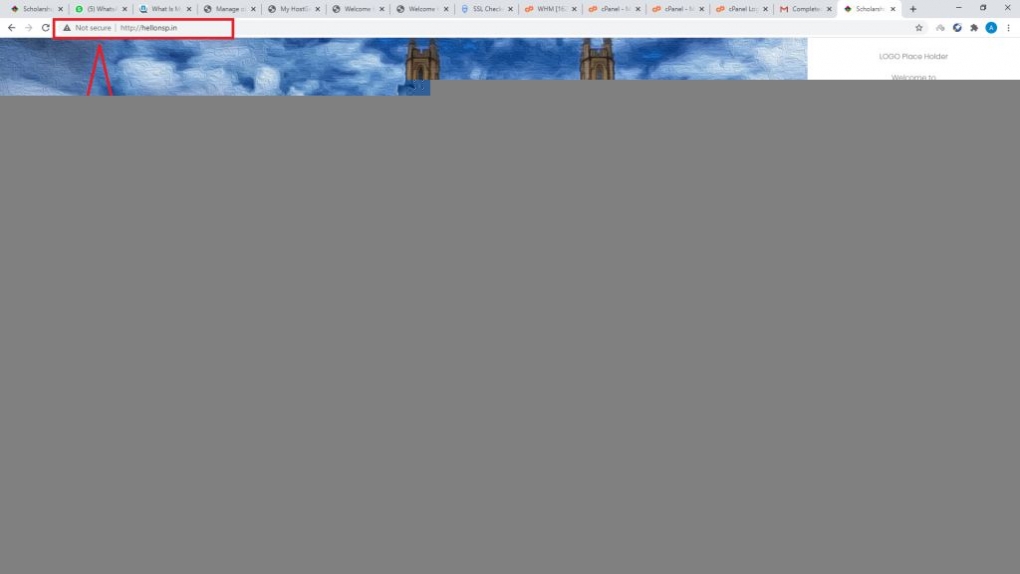 Scholarsh
(5) Whats
What Is M
Manage o
My HostG
Welcome
Welcome
SSL Check
WHM [16
cPanel - M
cPanel - M
cPanel Lo
Complete
Scholarsh
Not secure
http://hellonsp.in
A
LOGO Place Holder
Welcome to